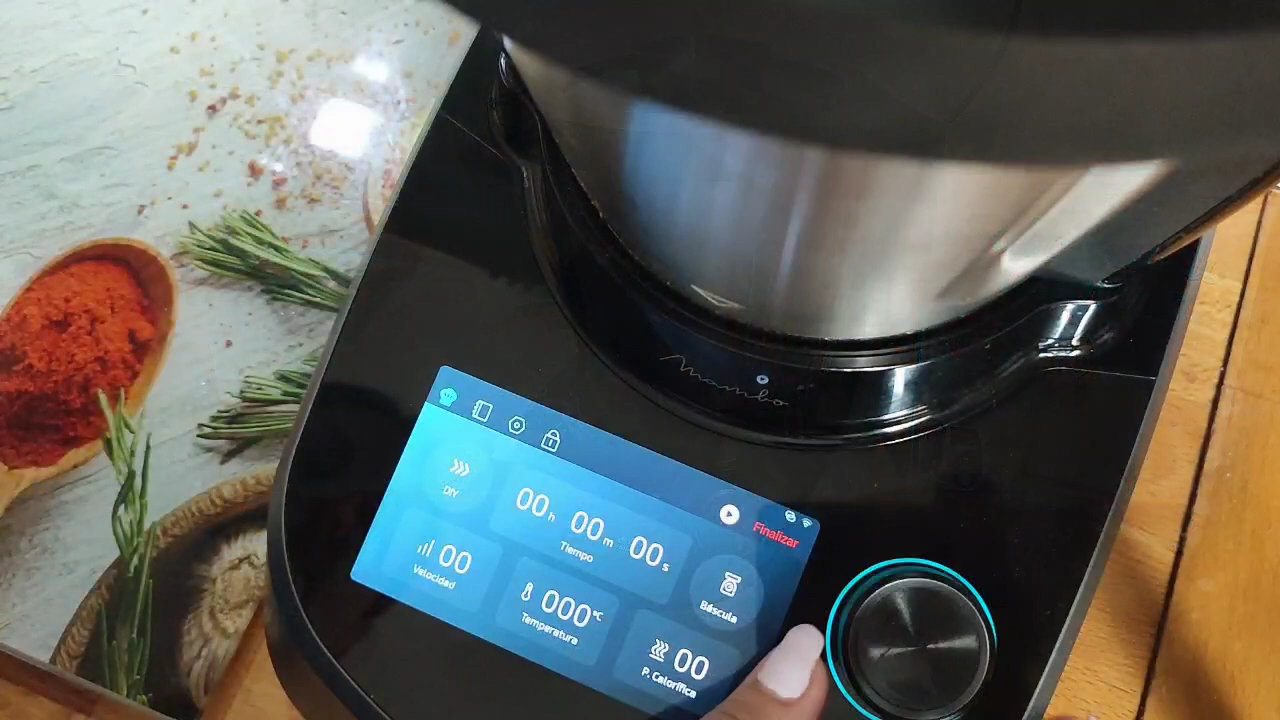 Mambo
Finalizar
DIY
00h 00m 00s
Tiempo
Báscula
00
Velocidad
000°C
Temperatura
00
P. Calorífica